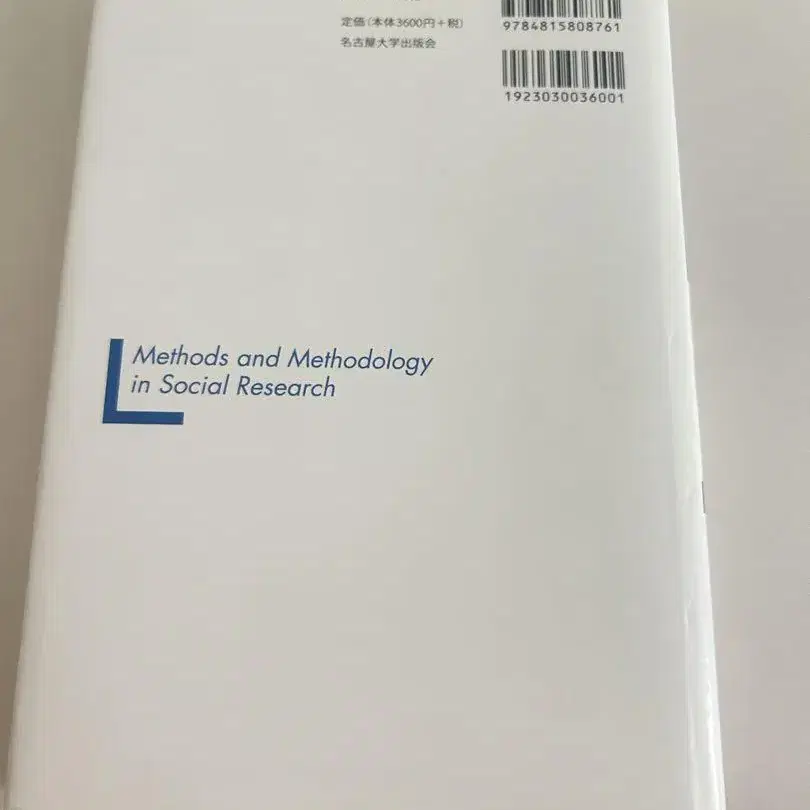 9784815808761
定価(本体3600円+税)
名古屋大学出版会
1923030036001
Methods and Methodology
in Social Research